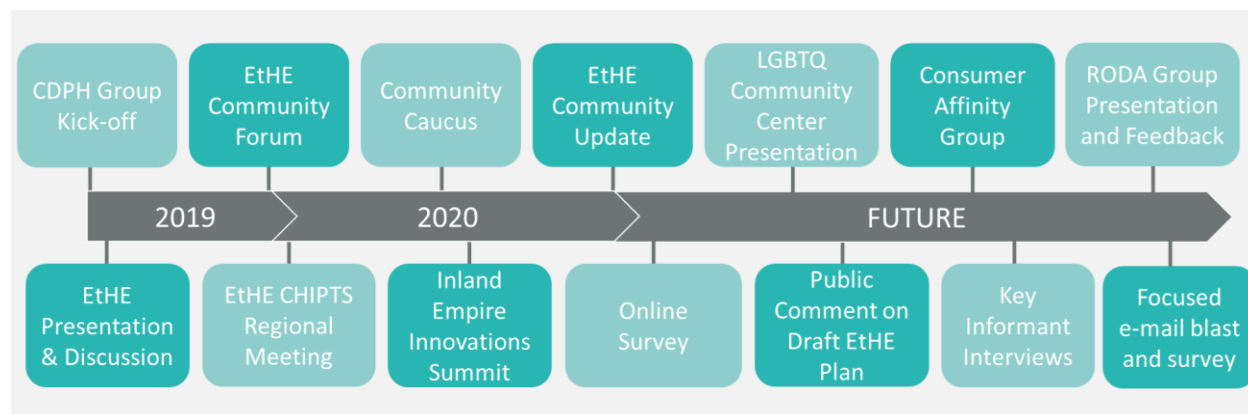 CDPH Group
Kick-off
EtHE
Community
Forum
Community
Caucus
EtHE
Community
Update
LGBTQ
Community
Center
Presentation
Consumer
Affinity
Group
RODA Group
Presentation
and Feedback
2019
2020
FUTURE
EtHE
Presentation
& Discussion
EtHE CHIPTS
Regional
Meeting
Inland
Empire
Innovations
Summit
Online
Survey
Public
Comment on
Draft EtHE
Plan
Key
Informant
Interviews
Focused
e-mail blast
and survey